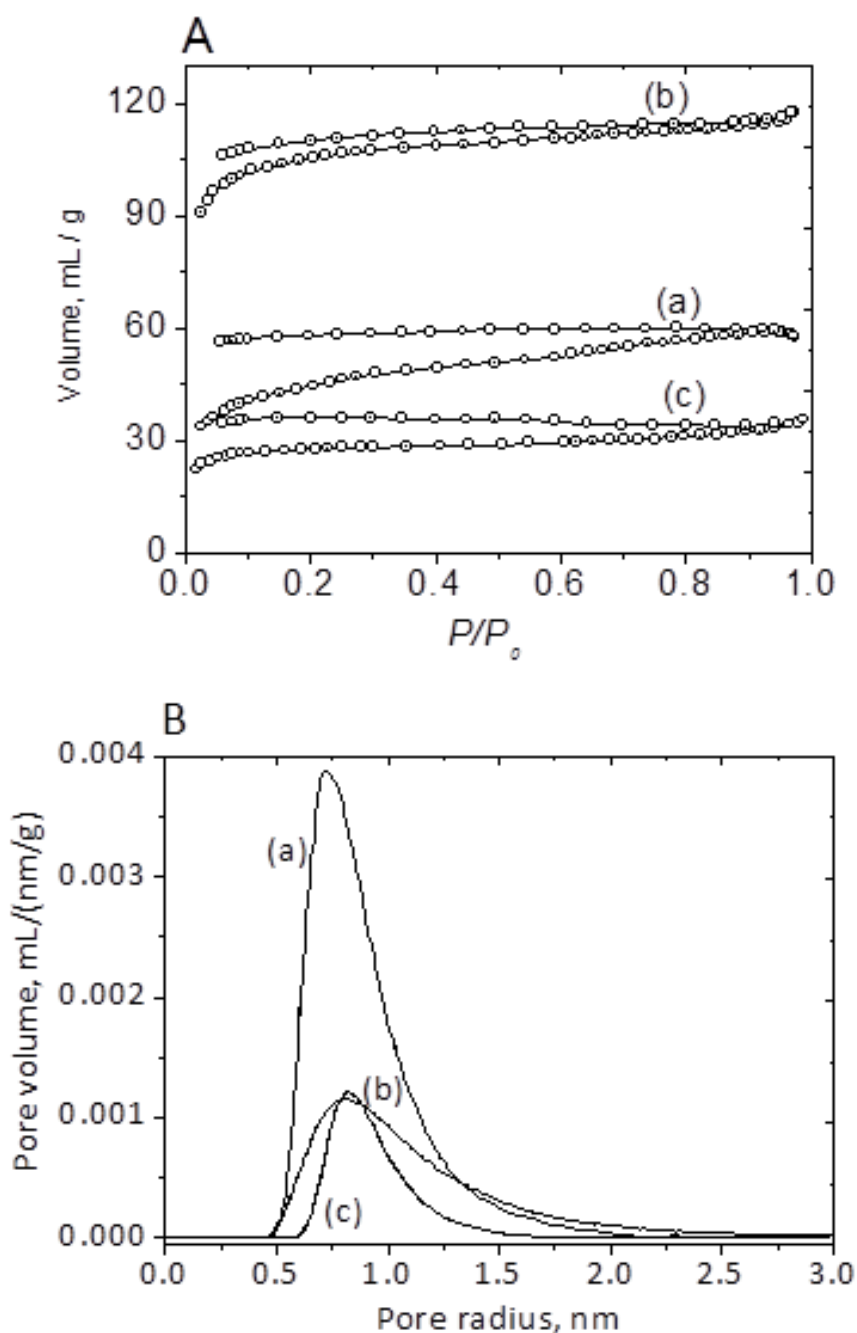 A
120
90
60
30
0
Volume, mL / g
(b)
(a)
(c)
0.0 0.2 0.4 0.6 0.8 1.0
P/Po
B
0.004
0.003
0.002
0.001
0.000
Pore volume, mL/(nm/g)
(a)
(b)
(c)
0.0 0.5 1.0 1.5 2.0 2.5 3.0
Pore radius, nm